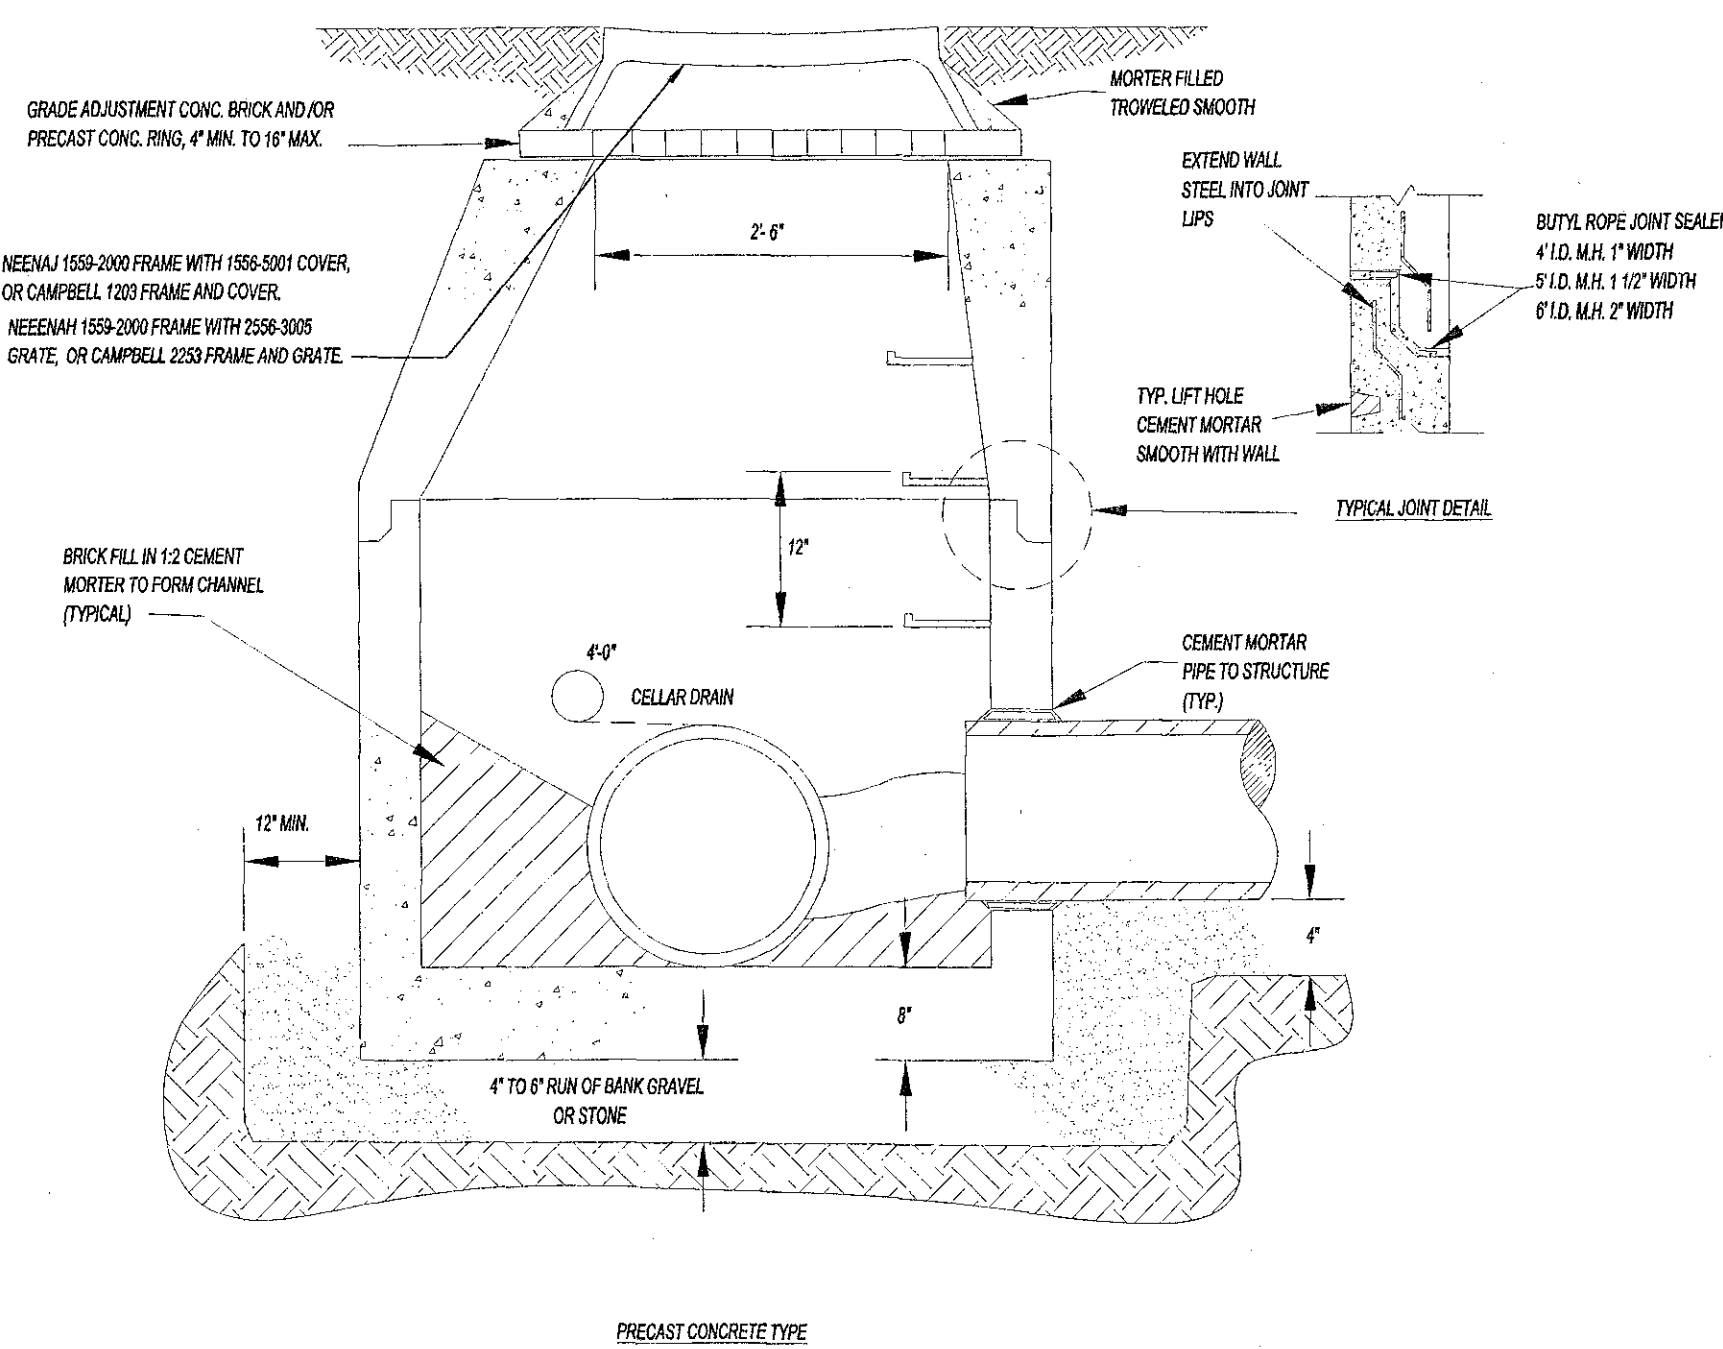 MORTER FILLED
TROWELED SMOOTH
GRADE ADJUSTMENT CONC. BRICK AND /OR
PRECAST CONC. RING, 4" MIN. TO 16" MAX.
EXTEND WALL
STEEL INTO JOINT
LIPS
BUTYL ROPE JOINT SEALE
4' I.D. M.H. 1" WIDTH
5' I.D. M.H. 1 1/2" WIDTH
6' I.D. M.H. 2" WIDTH
2'- 6"
NEENAJ 1559-2000 FRAME WITH 1556-5001 COVER,
OR CAMPBELL 1203 FRAME AND COVER.
NEEENAH 1559-2000 FRAME WITH 2556-3005
GRATE, OR CAMPBELL 2253 FRAME AND GRATE.
TYP. LIFT HOLE
CEMENT MORTAR
SMOOTH WITH WALL
TYPICAL JOINT DETAIL
12"
BRICK FILL IN 1:2 CEMENT
MORTER TO FORM CHANNEL
(TYPICAL)
4'-0"
CELLAR DRAIN
CEMENT MORTAR
PIPE TO STRUCTURE
(TYP.)
12" MIN.
4"
8"
4" TO 6" RUN OF BANK GRAVEL
OR STONE
PRECAST CONCRETE TYPE